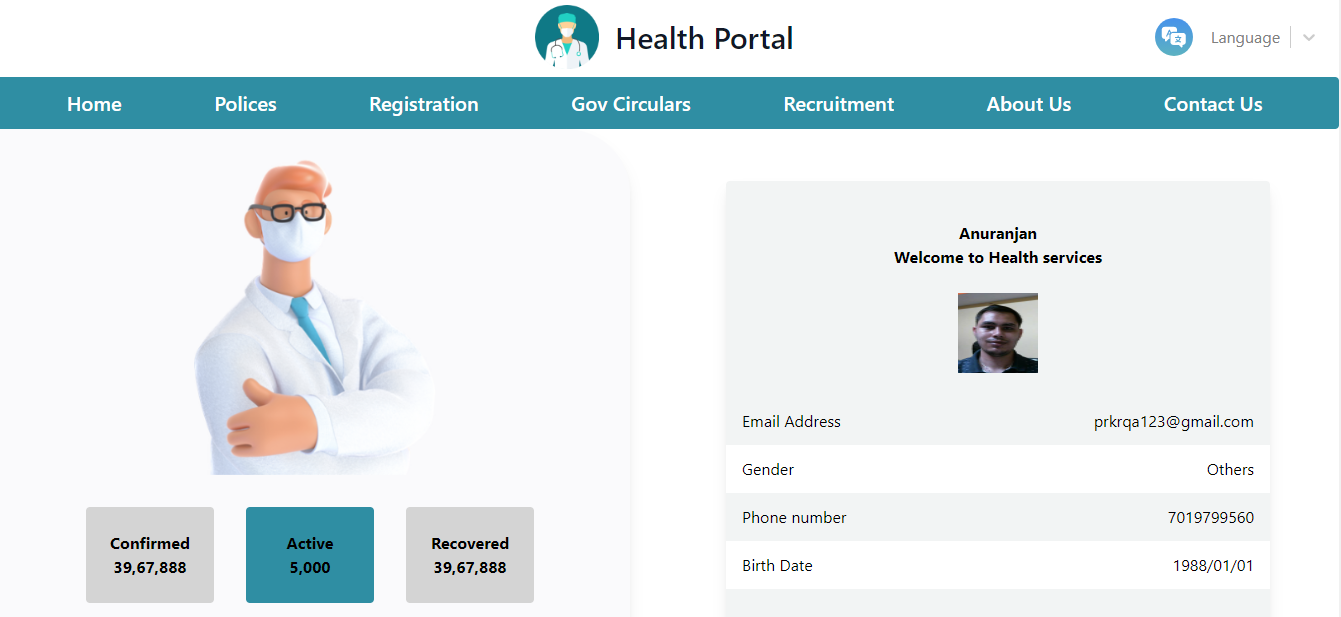 Health Portal
Language
Home Polices Registration Gov Circulars Recruitment About Us Contact Us
Anuranjan
Welcome to Health services
Email Address prkrqa123@gmail.com
Gender Others
Phone number 7019799560
Birth Date 1988/01/01
Confirmed
39,67,888
Active
5,000
Recovered
39,67,888